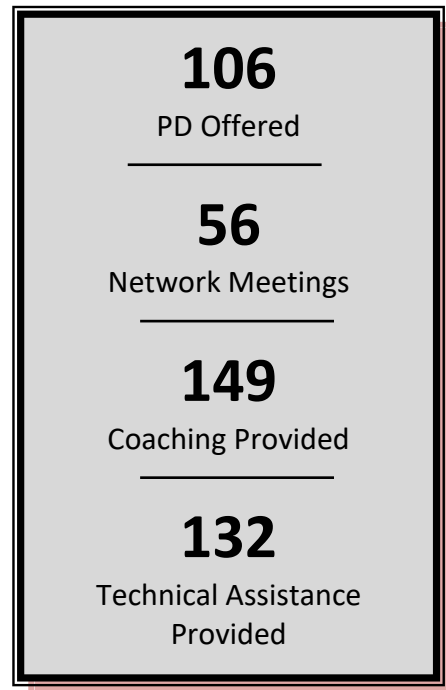 106
PD Offered
56
Network Meetings
149
Coaching Provided
132
Technical Assistance
Provided